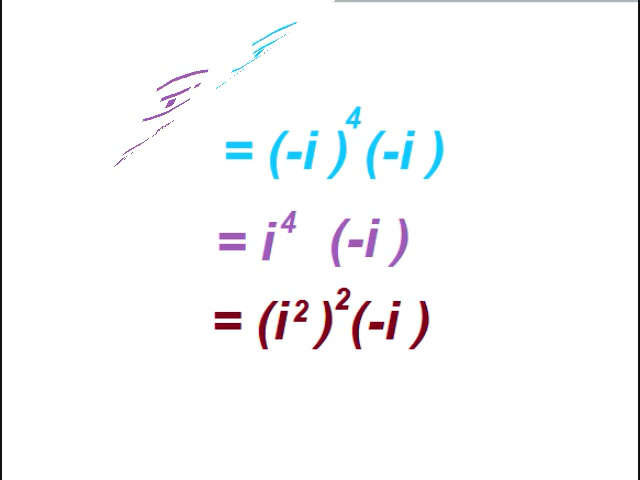 = (-i )⁴ (-i )
= i⁴ (-i )
= (i² )² (-i )